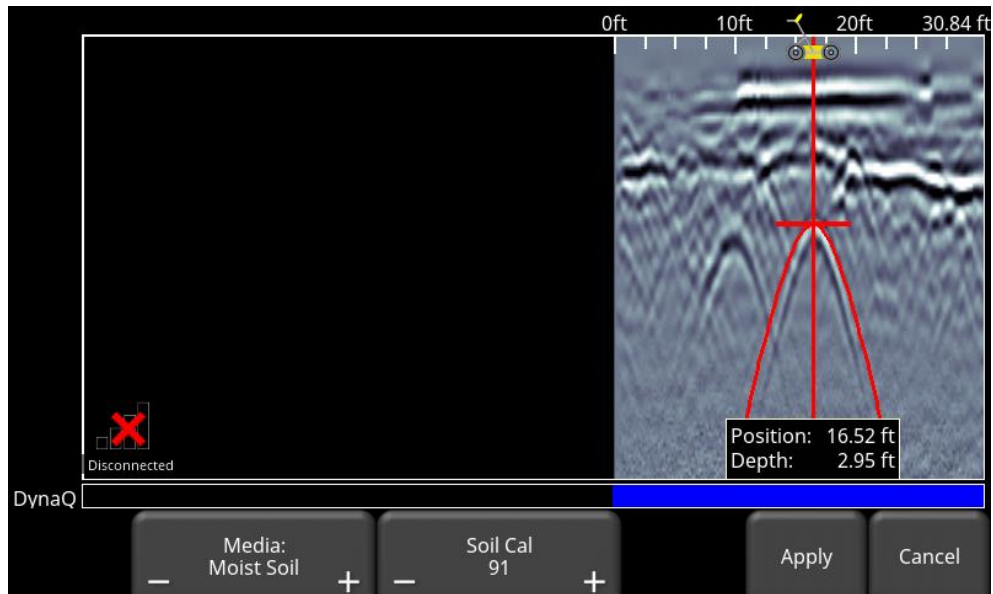 0ft 10ft 20ft 30.84 ft
Position: 16.52 ft
Depth: 2.95 ft
Disconnected
DynaQ
Media:
Moist Soil
− +
Soil Cal
91
− +
Apply
Cancel